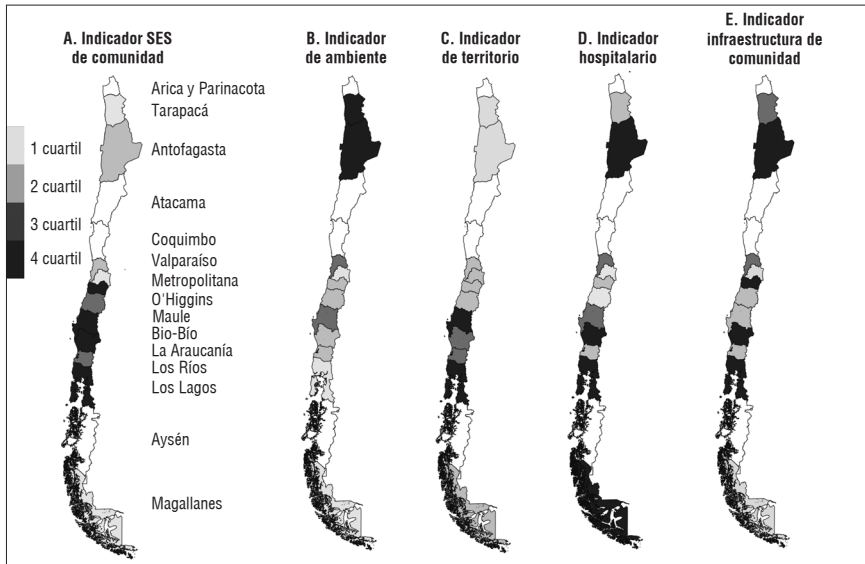 A. Indicador SES
de comunidad
B. Indicador
de ambiente
C. Indicador
de territorio
D. Indicador
hospitalario
E. Indicador
infraestructura de
comunidad
1 cuartil
2 cuartil
3 cuartil
4 cuartil
Arica y Parinacota
Tarapacá
Antofagasta
Atacama
Coquimbo
Valparaíso
Metropolitana
O'Higgins
Maule
Bio-Bío
La Araucanía
Los Ríos
Los Lagos
Aysén
Magallanes